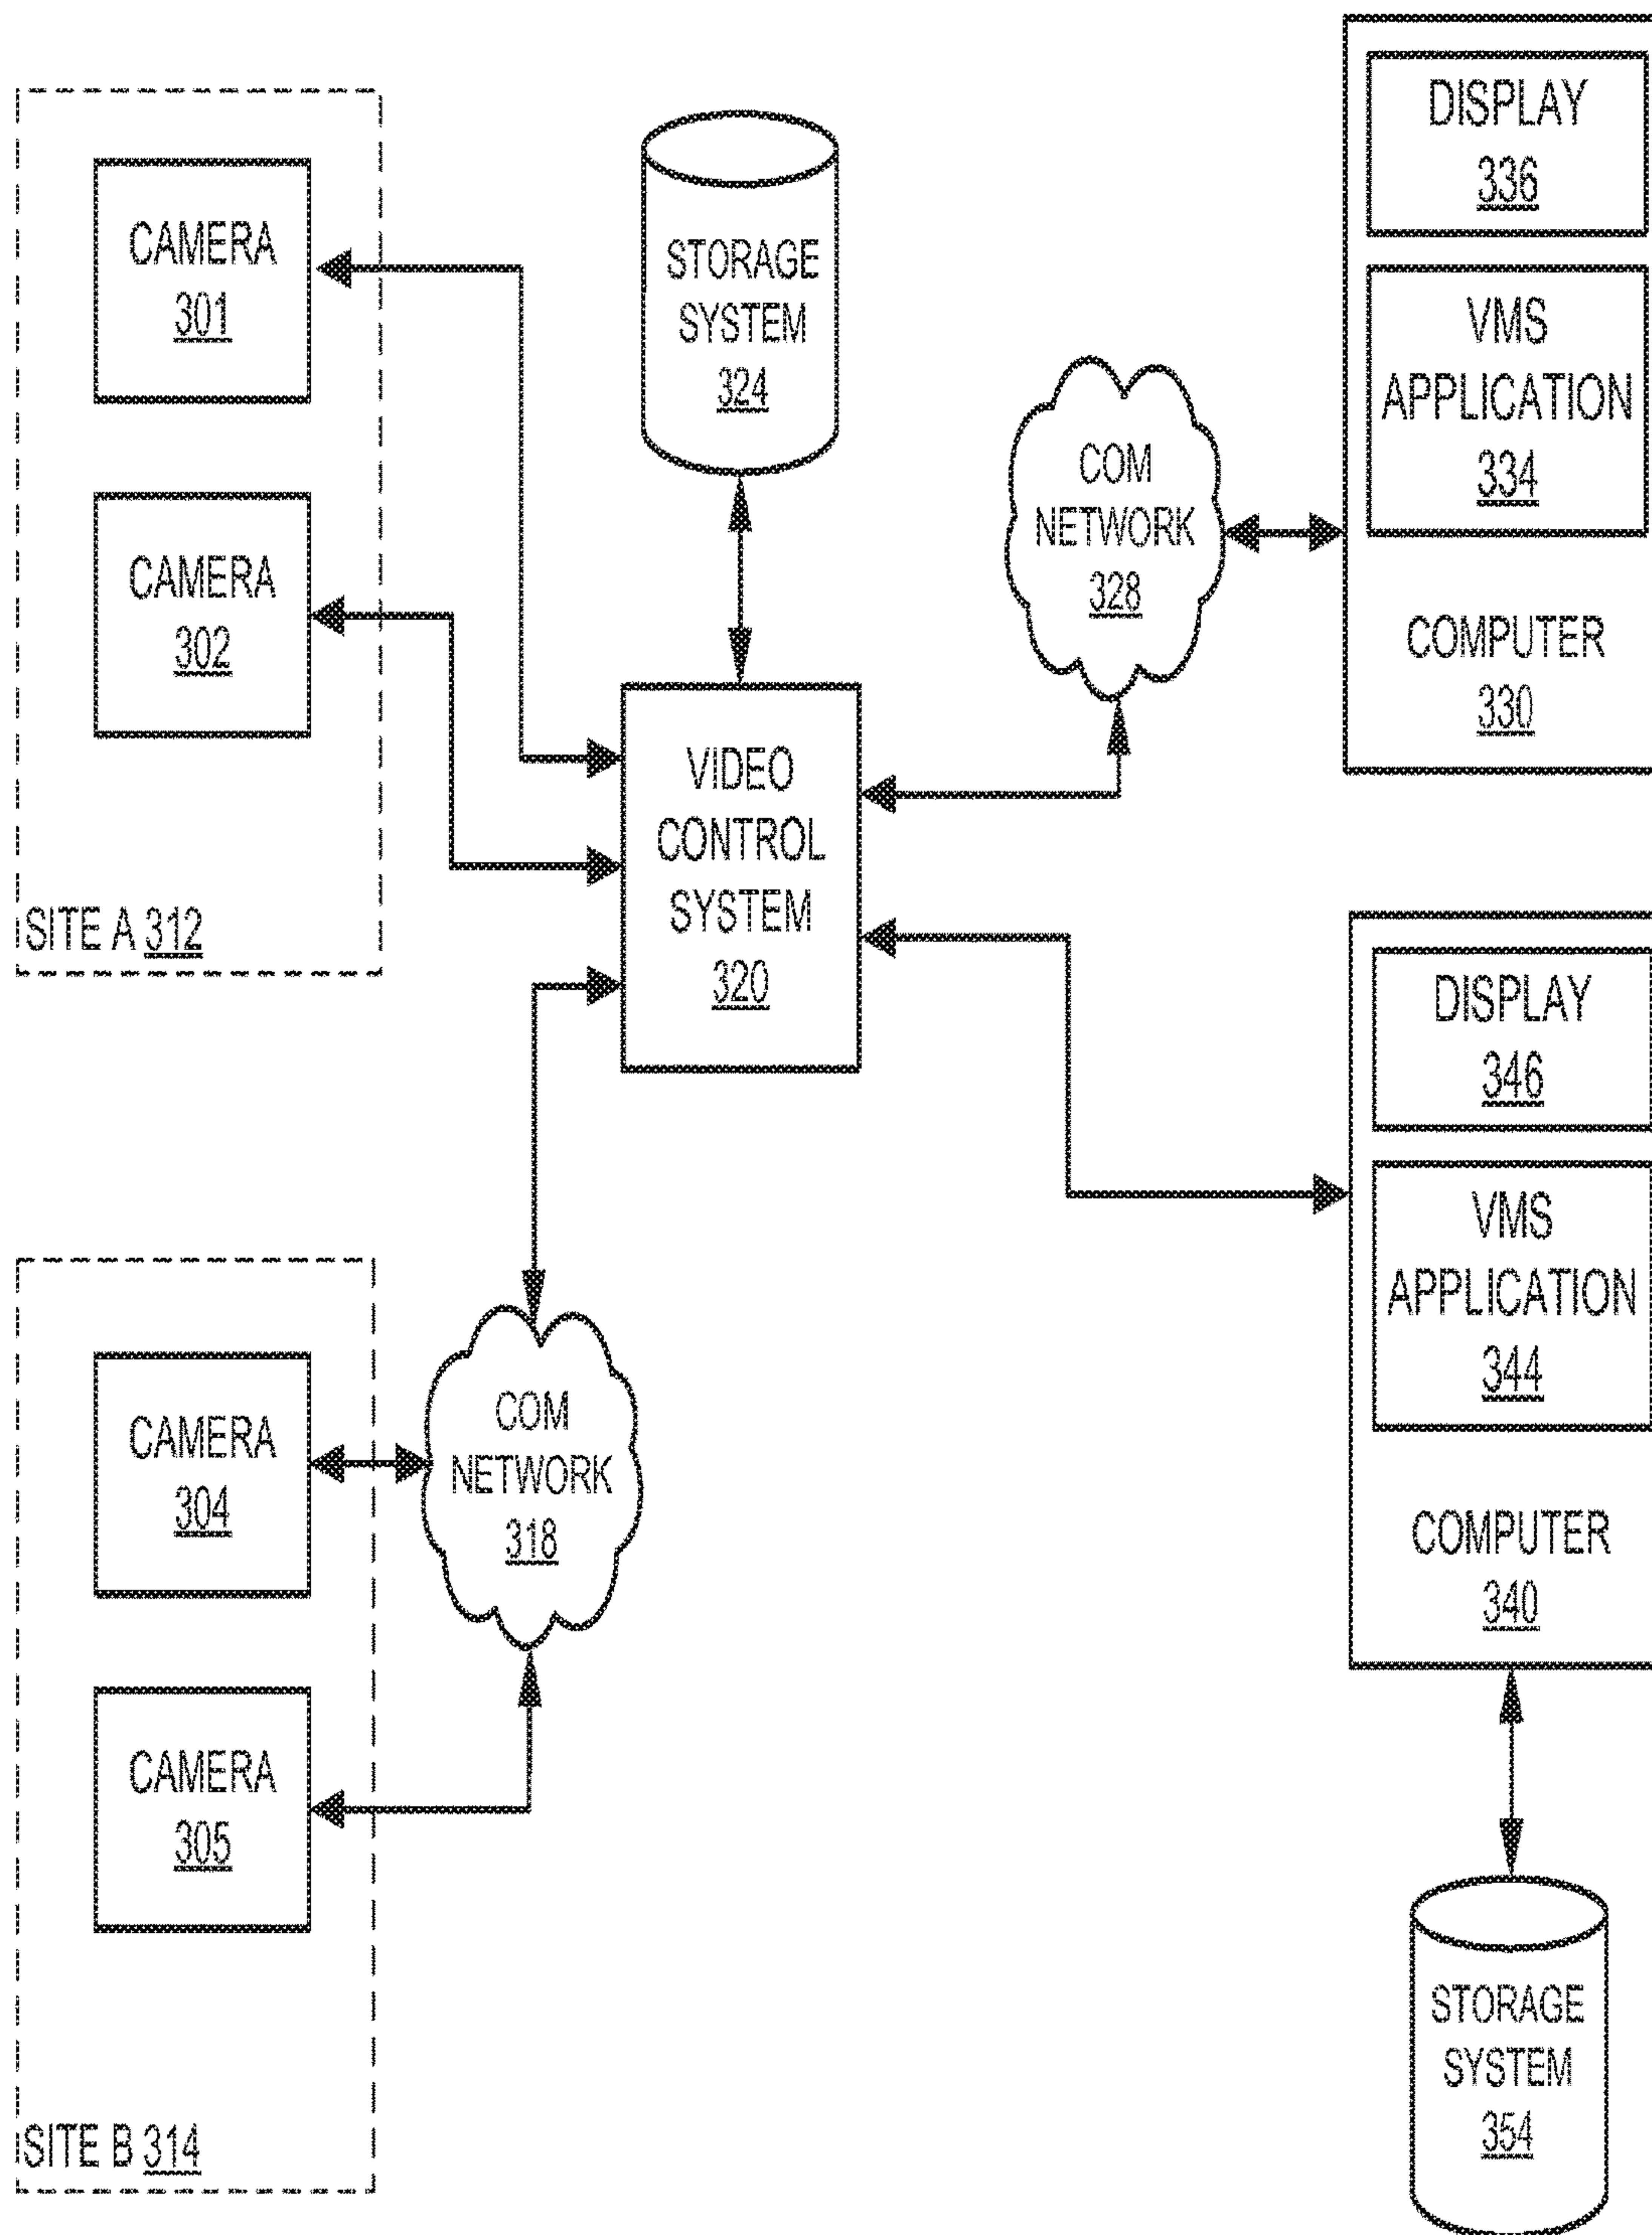 CAMERA
301
CAMERA
302
SITE A 312
STORAGE
SYSTEM
324
VIDEO
CONTROL
SYSTEM
320
COM
NETWORK
328
DISPLAY
336
VMS
APPLICATION
334
COMPUTER
330
DISPLAY
346
VMS
APPLICATION
344
COMPUTER
340
STORAGE
SYSTEM
354
CAMERA
304
CAMERA
305
SITE B 314
COM
NETWORK
318